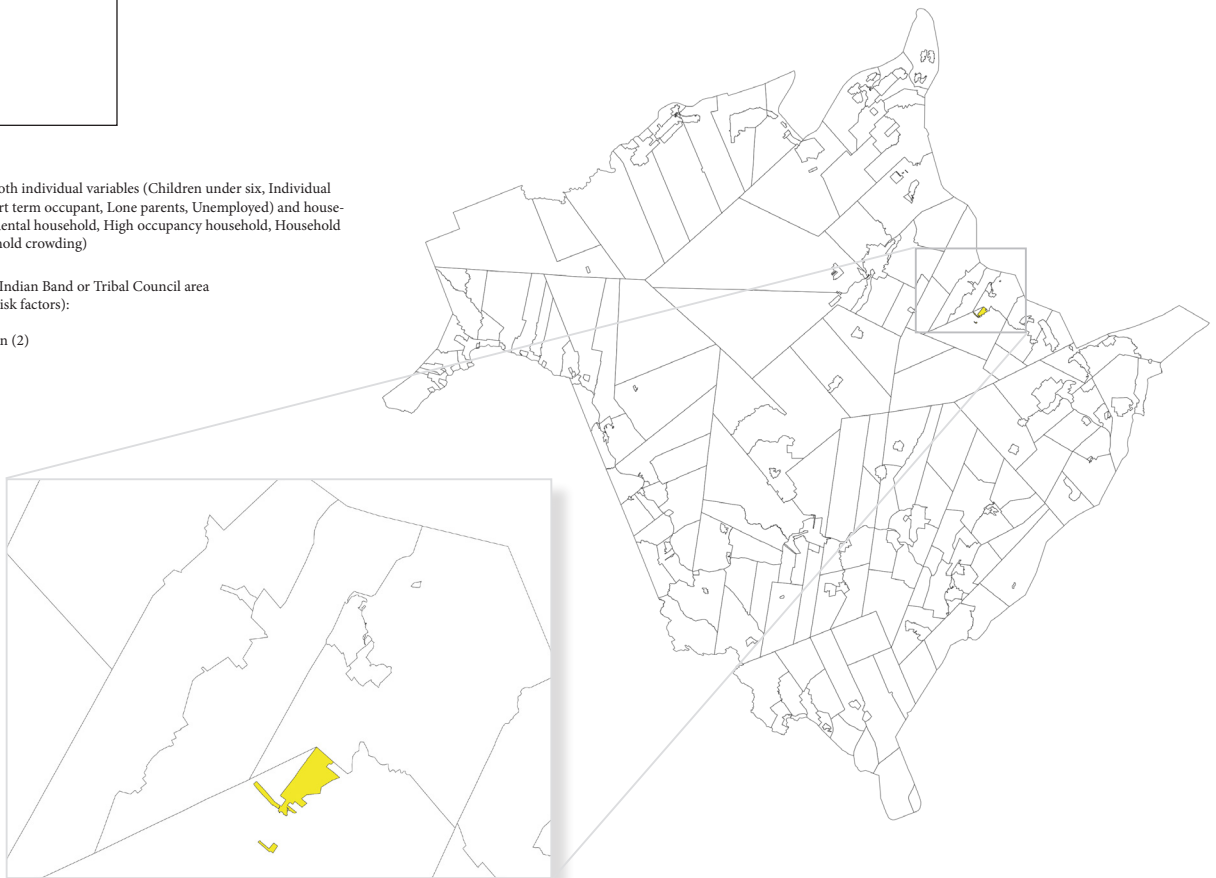 oth individual variables (Children under six, Individual
rt term occupant, Lone parents, Unemployed) and house-
ental household, High occupancy household, Household
hold crowding)
Indian Band or Tribal Council area
isk factors):
n (2)